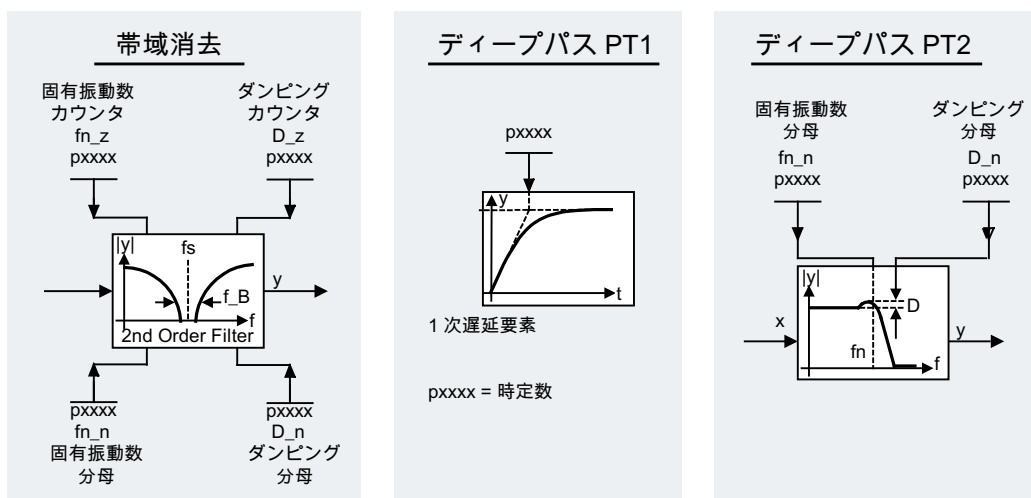 帯域消去
固有振動数
カウンタ
fn_z
pxxxx
ダンピング
カウンタ
D_z
pxxxx
|y|
fs
f_B
f
2nd Order Filter
y
pxxxx
fn_n
固有振動数
分母
pxxxx
D_n
ダンピング
分母
ディープパス PT1
pxxxx
y
t
1 次遅延要素
pxxxx = 時定数
ディープパス PT2
固有振動数
分母
fn_n
pxxxx
ダンピング
分母
D_n
pxxxx
|y|
D
x
fn
f
y